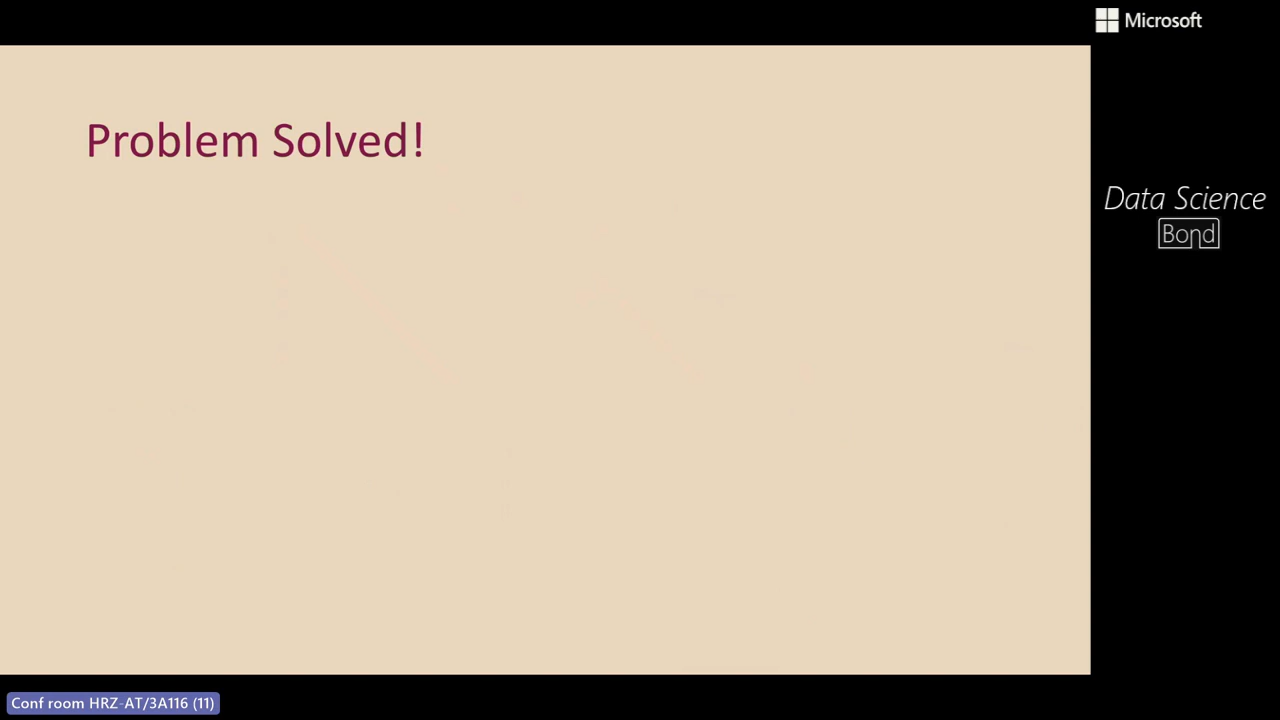 Microsoft
Problem Solved!
Data Science
Bond
Conf room HRZ-AT/3A116 (11)